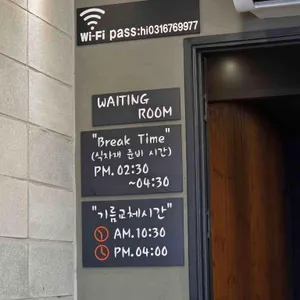 Wi-Fi pass:hi0316769977
WAITING
ROOM
"Break Time"
(식자재 준비 시간)
PM. 02:30
~04:30
"기름교체시간"
AM. 10:30
PM. 04:00